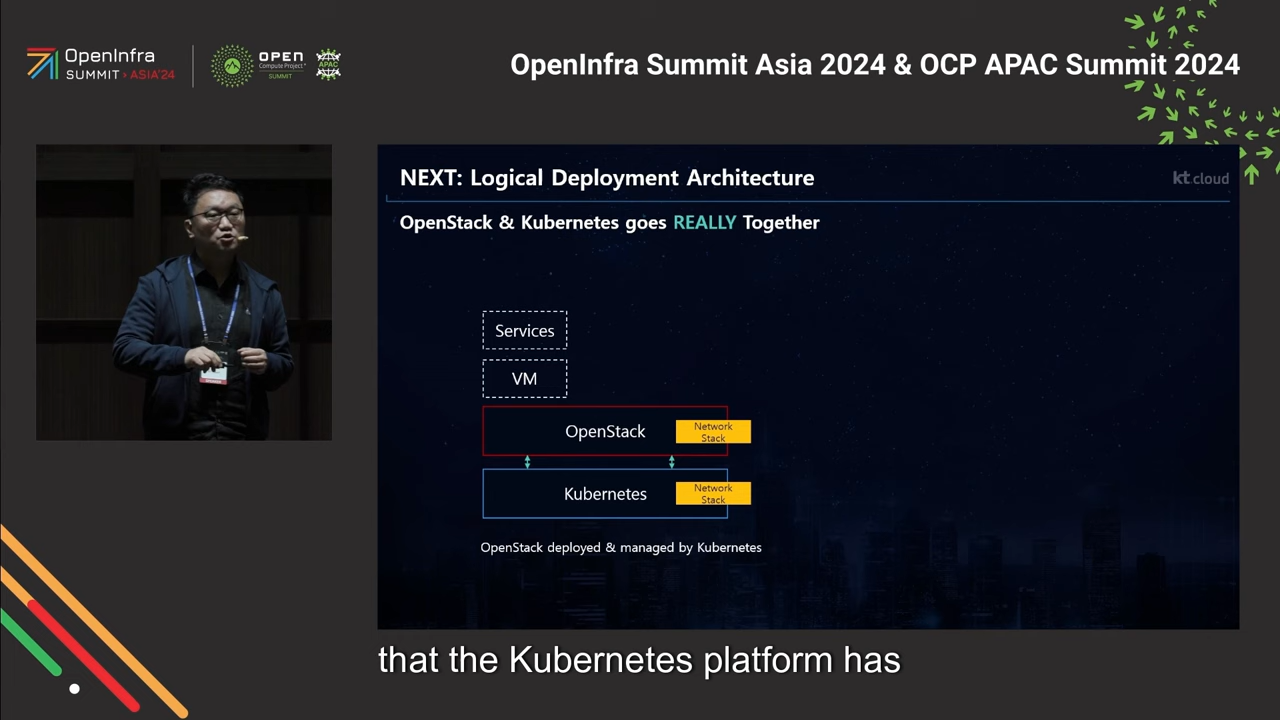 OpenInfra
SUMMIT › ASIA'24
OPEN
Compute Project®
SUMMIT
APAC
OpenInfra Summit Asia 2024 & OCP APAC Summit 2024
NEXT: Logical Deployment Architecture
kt cloud
OpenStack & Kubernetes goes REALLY Together
Services
VM
OpenStack
Network
Stack
Kubernetes
Network
Stack
OpenStack deployed & managed by Kubernetes
that the Kubernetes platform has